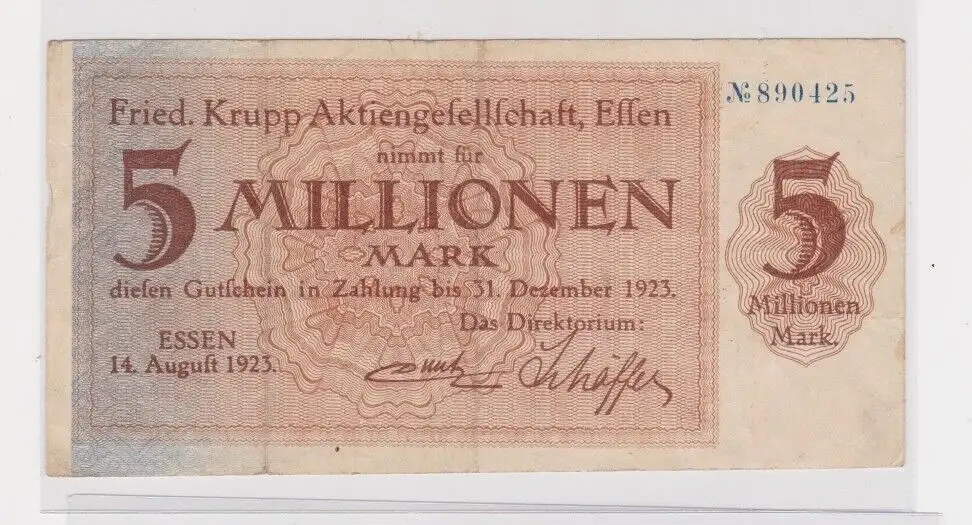 № 890425
Fried. Krupp Aktiengeſellſchaft, Eſſen
nimmt für
5 MILLIONEN
MARK
dieſen Gutſchein in Zahlung bis 31. Dezember 1923.
Das Direktorium:
ESSEN
14. Auguſt 1923.
Schäffer
5
Millionen
Mark.